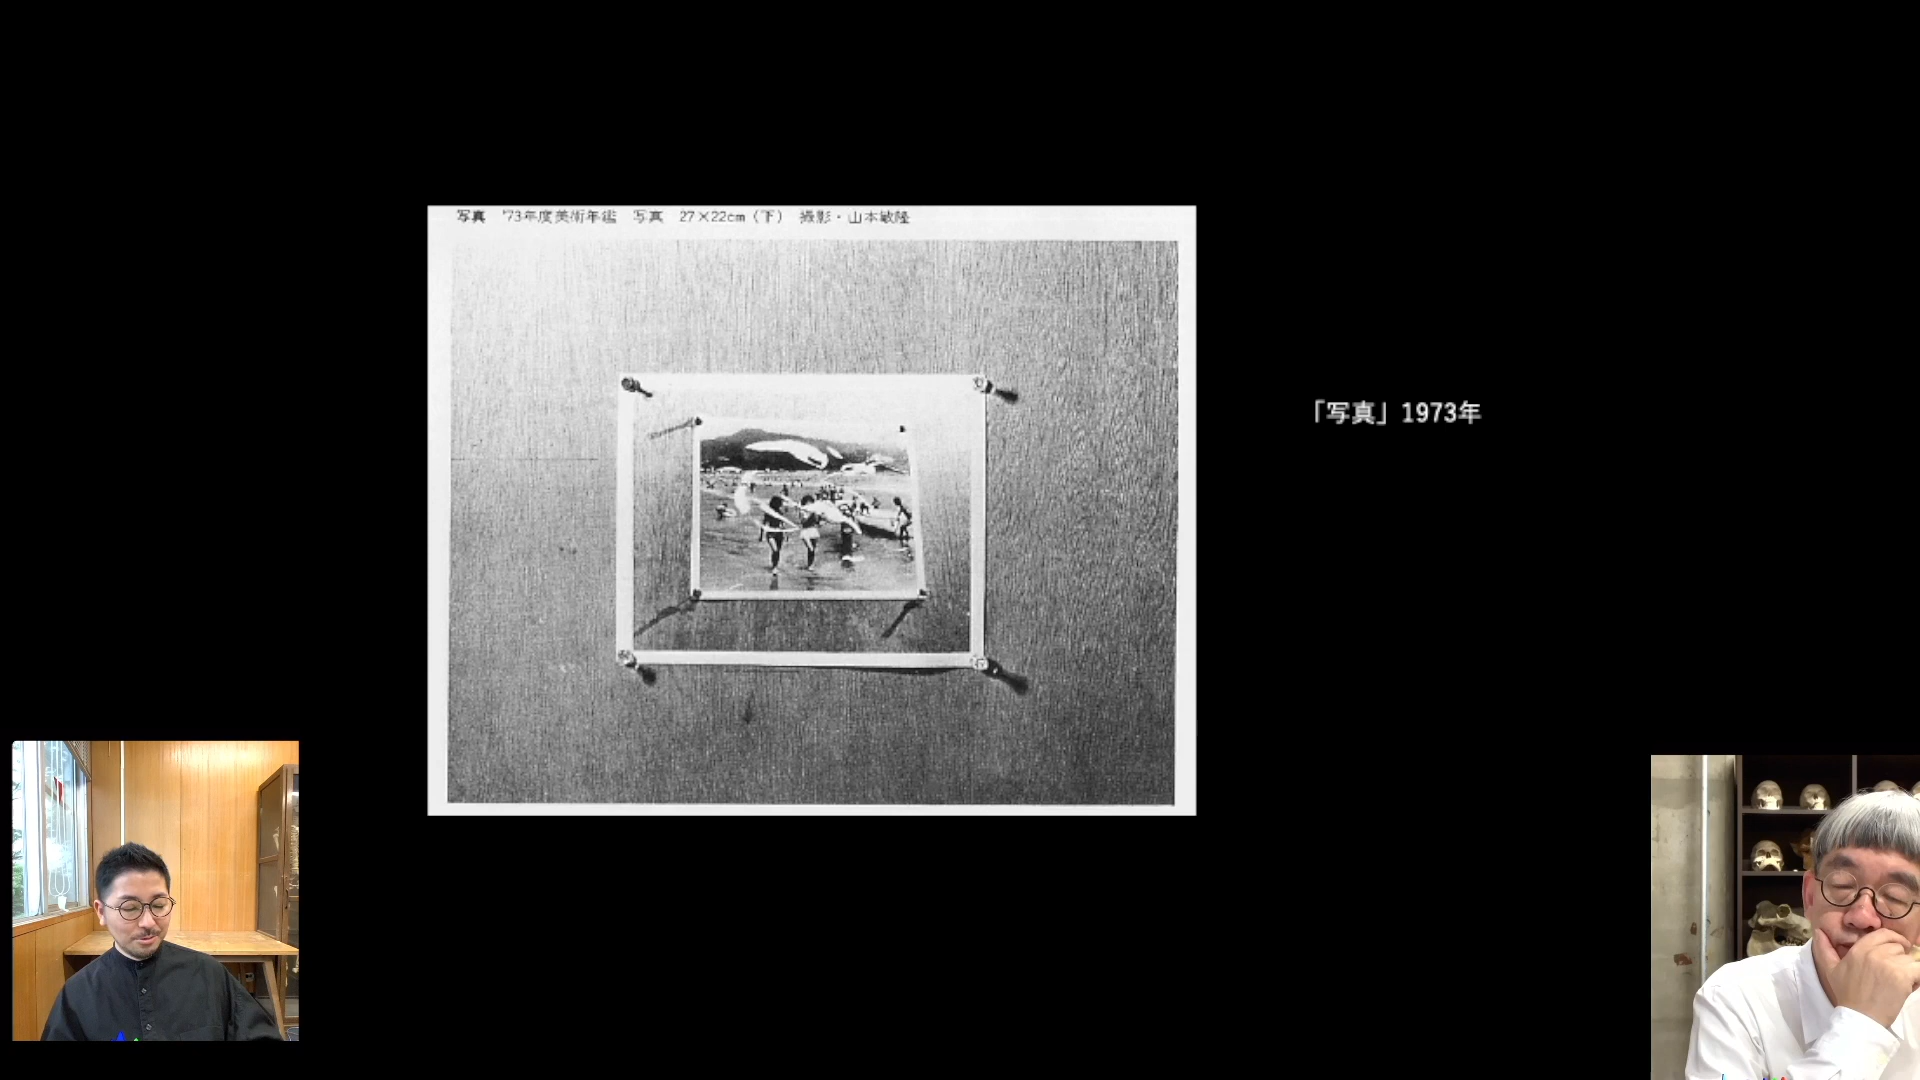 写真 '73年度美術年鑑 写真 27×22cm（下） 撮影・山本敏隆
「写真」1973年